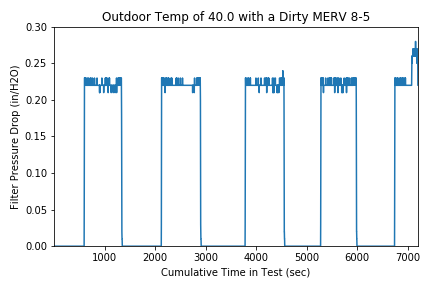 Outdoor Temp of 40.0 with a Dirty MERV 8-5
0.30
0.25
0.20
0.15
0.10
0.05
0.00
Filter Pressure Drop (in/H2O)
1000 2000 3000 4000 5000 6000 7000
Cumulative Time in Test (sec)